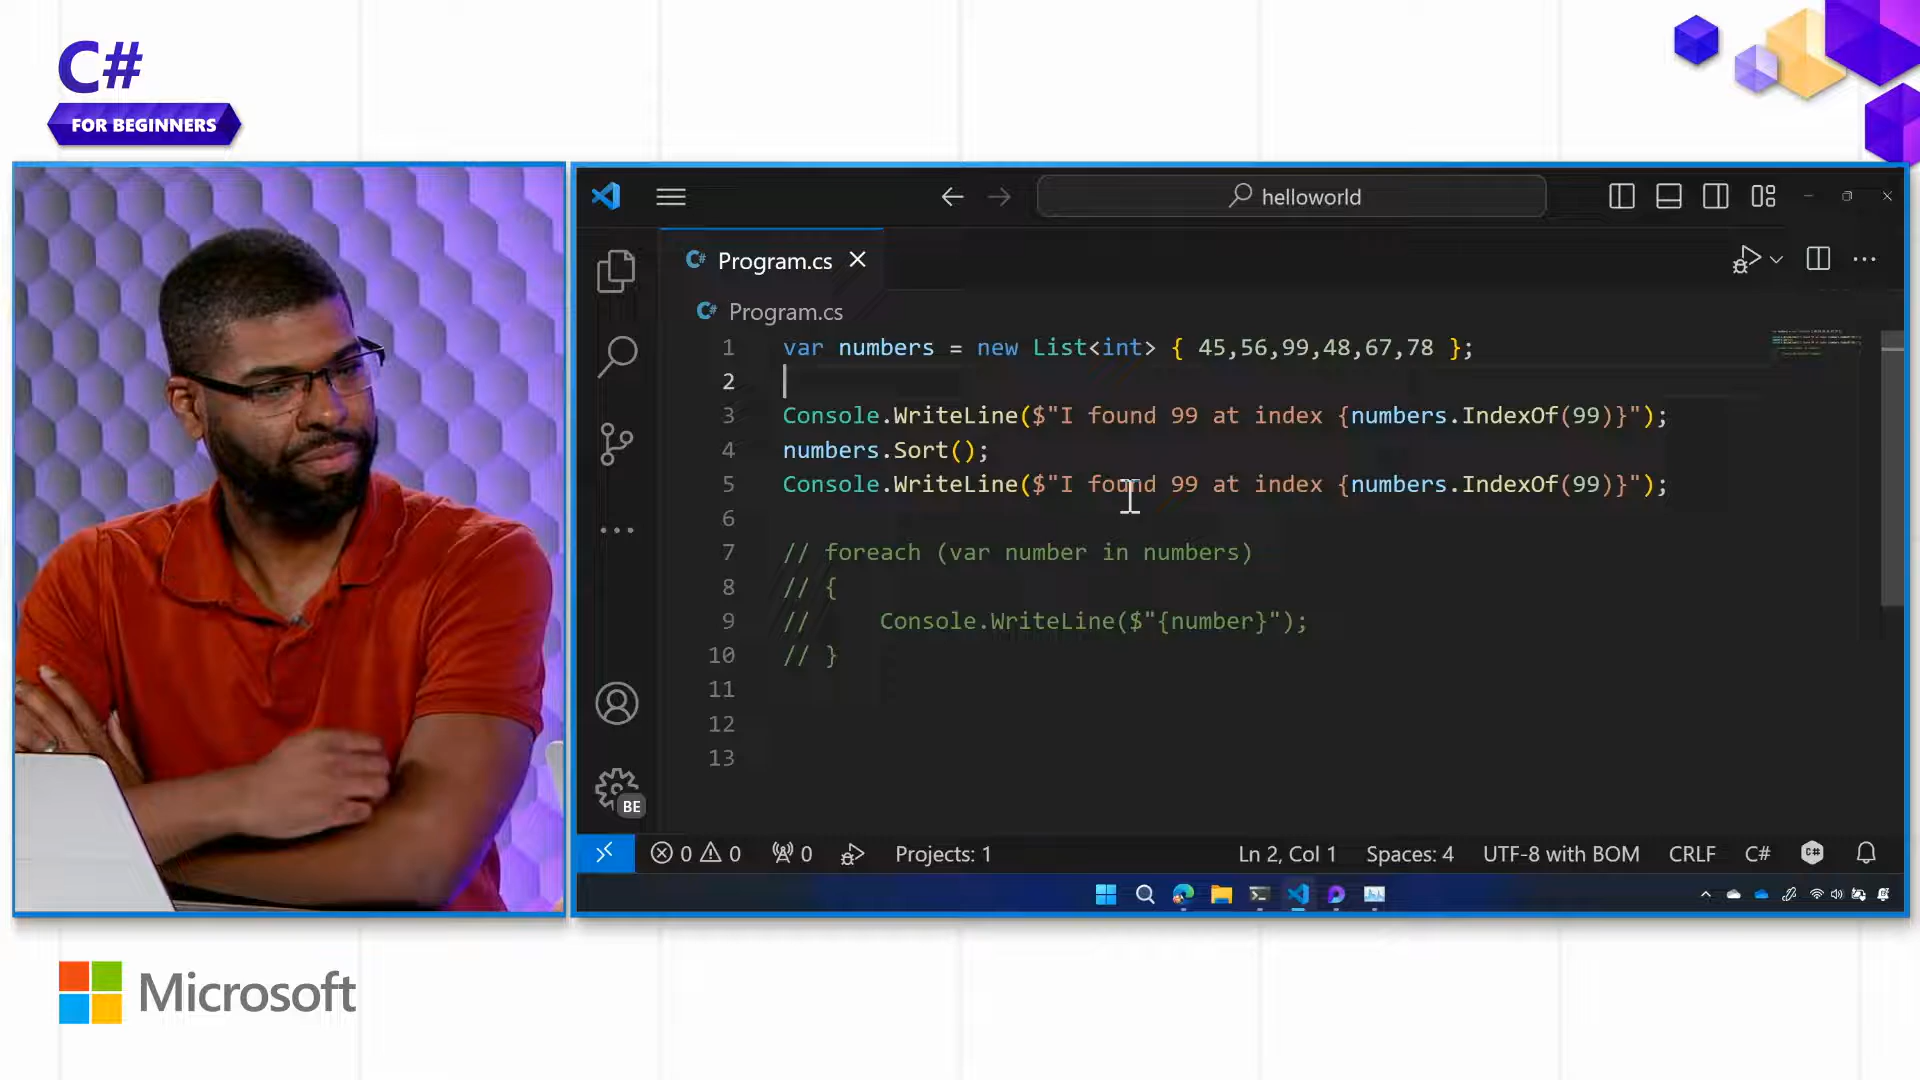 C#
FOR BEGINNERS
helloworld
C# Program.cs
C# Program.cs
1 var numbers = new List<int> { 45,56,99,48,67,78 };
2
3 Console.WriteLine($"I found 99 at index {numbers.IndexOf(99)}");
4 numbers.Sort();
5 Console.WriteLine($"I found 99 at index {numbers.IndexOf(99)}");
6
7 // foreach (var number in numbers)
8 // {
9 //     Console.WriteLine($"{number}");
10 // }
11
12
13
BE
0 0 0 Projects: 1 Ln 2, Col 1 Spaces: 4 UTF-8 with BOM CRLF C# C#
Microsoft